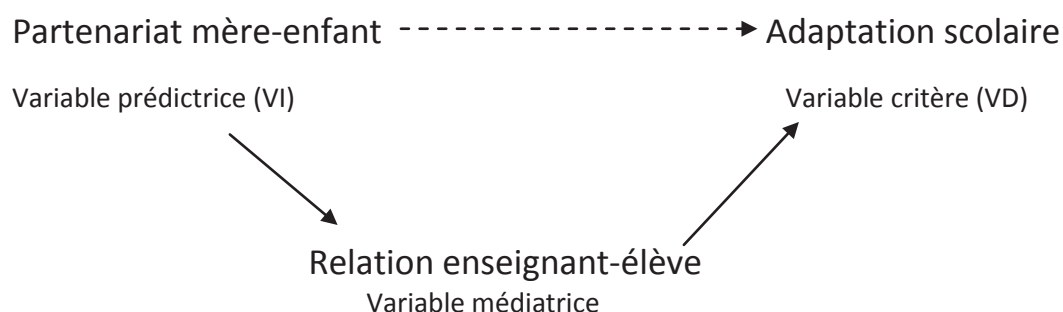 Partenariat mère-enfant
Adaptation scolaire
Variable prédictrice (VI)
Variable critère (VD)
Relation enseignant-élève
Variable médiatrice